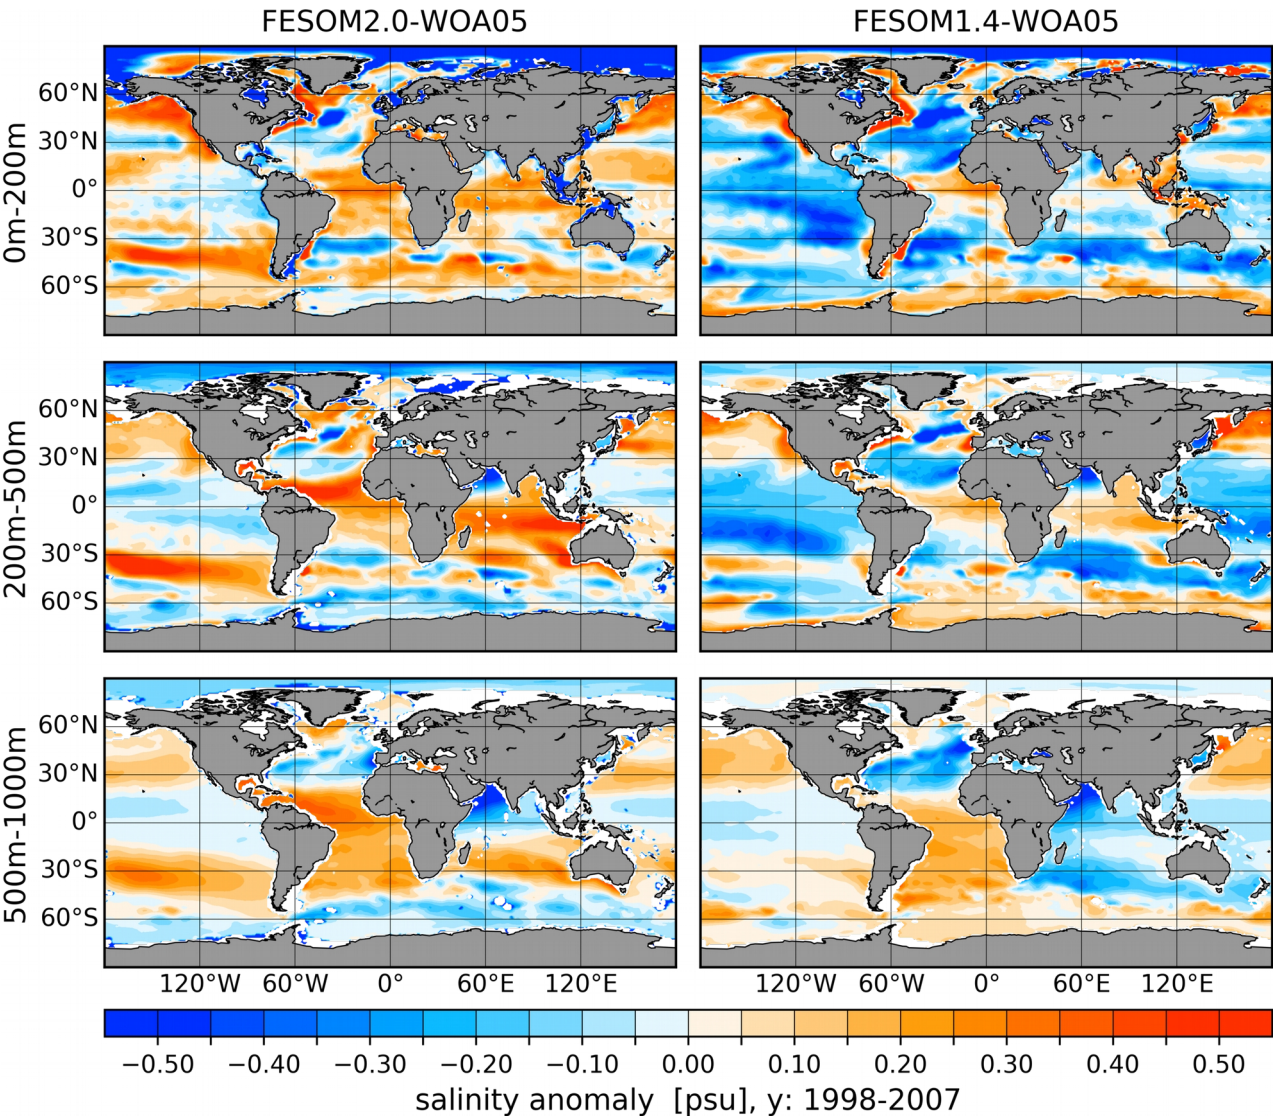 FESOM2.0-WOA05 FESOM1.4-WOA05
0m-200m
60°N
30°N
0°
30°S
60°S
200m-500m
60°N
30°N
0°
30°S
60°S
500m-1000m
60°N
30°N
0°
30°S
60°S
120°W 60°W 0° 60°E 120°E 120°W 60°W 0° 60°E 120°E
−0.50 −0.40 −0.30 −0.20 −0.10 0.00 0.10 0.20 0.30 0.40 0.50
salinity anomaly [psu], y: 1998-2007